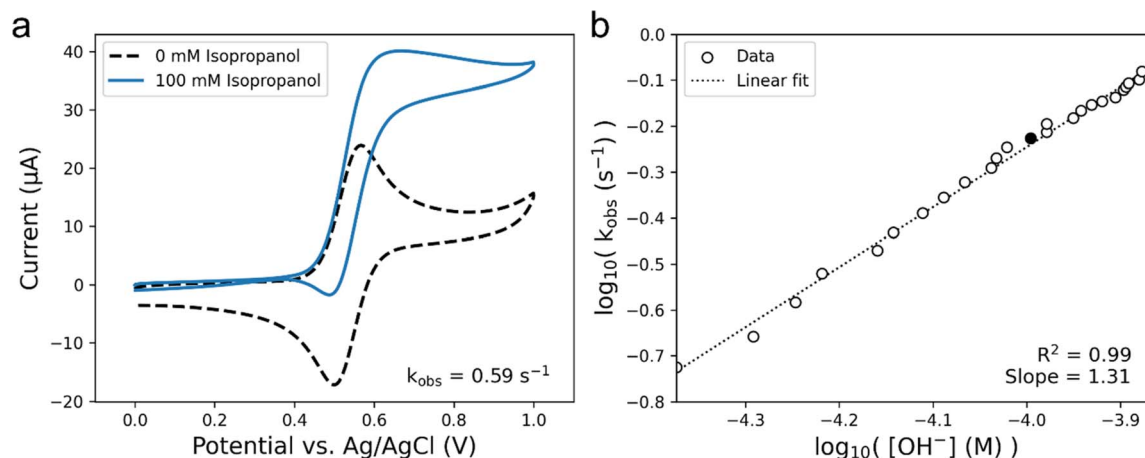 a
40
30
20
10
0
−10
−20
Current (μA)
0 mM Isopropanol
100 mM Isopropanol
k_obs = 0.59 s⁻¹
0.0
0.2
0.4
0.6
0.8
1.0
Potential vs. Ag/AgCl (V)
b
0.0
−0.1
−0.2
−0.3
−0.4
−0.5
−0.6
−0.7
−0.8
log₁₀( k_obs (s⁻¹) )
Data
Linear fit
R² = 0.99
Slope = 1.31
−4.3
−4.2
−4.1
−4.0
−3.9
log₁₀( [OH⁻] (M) )